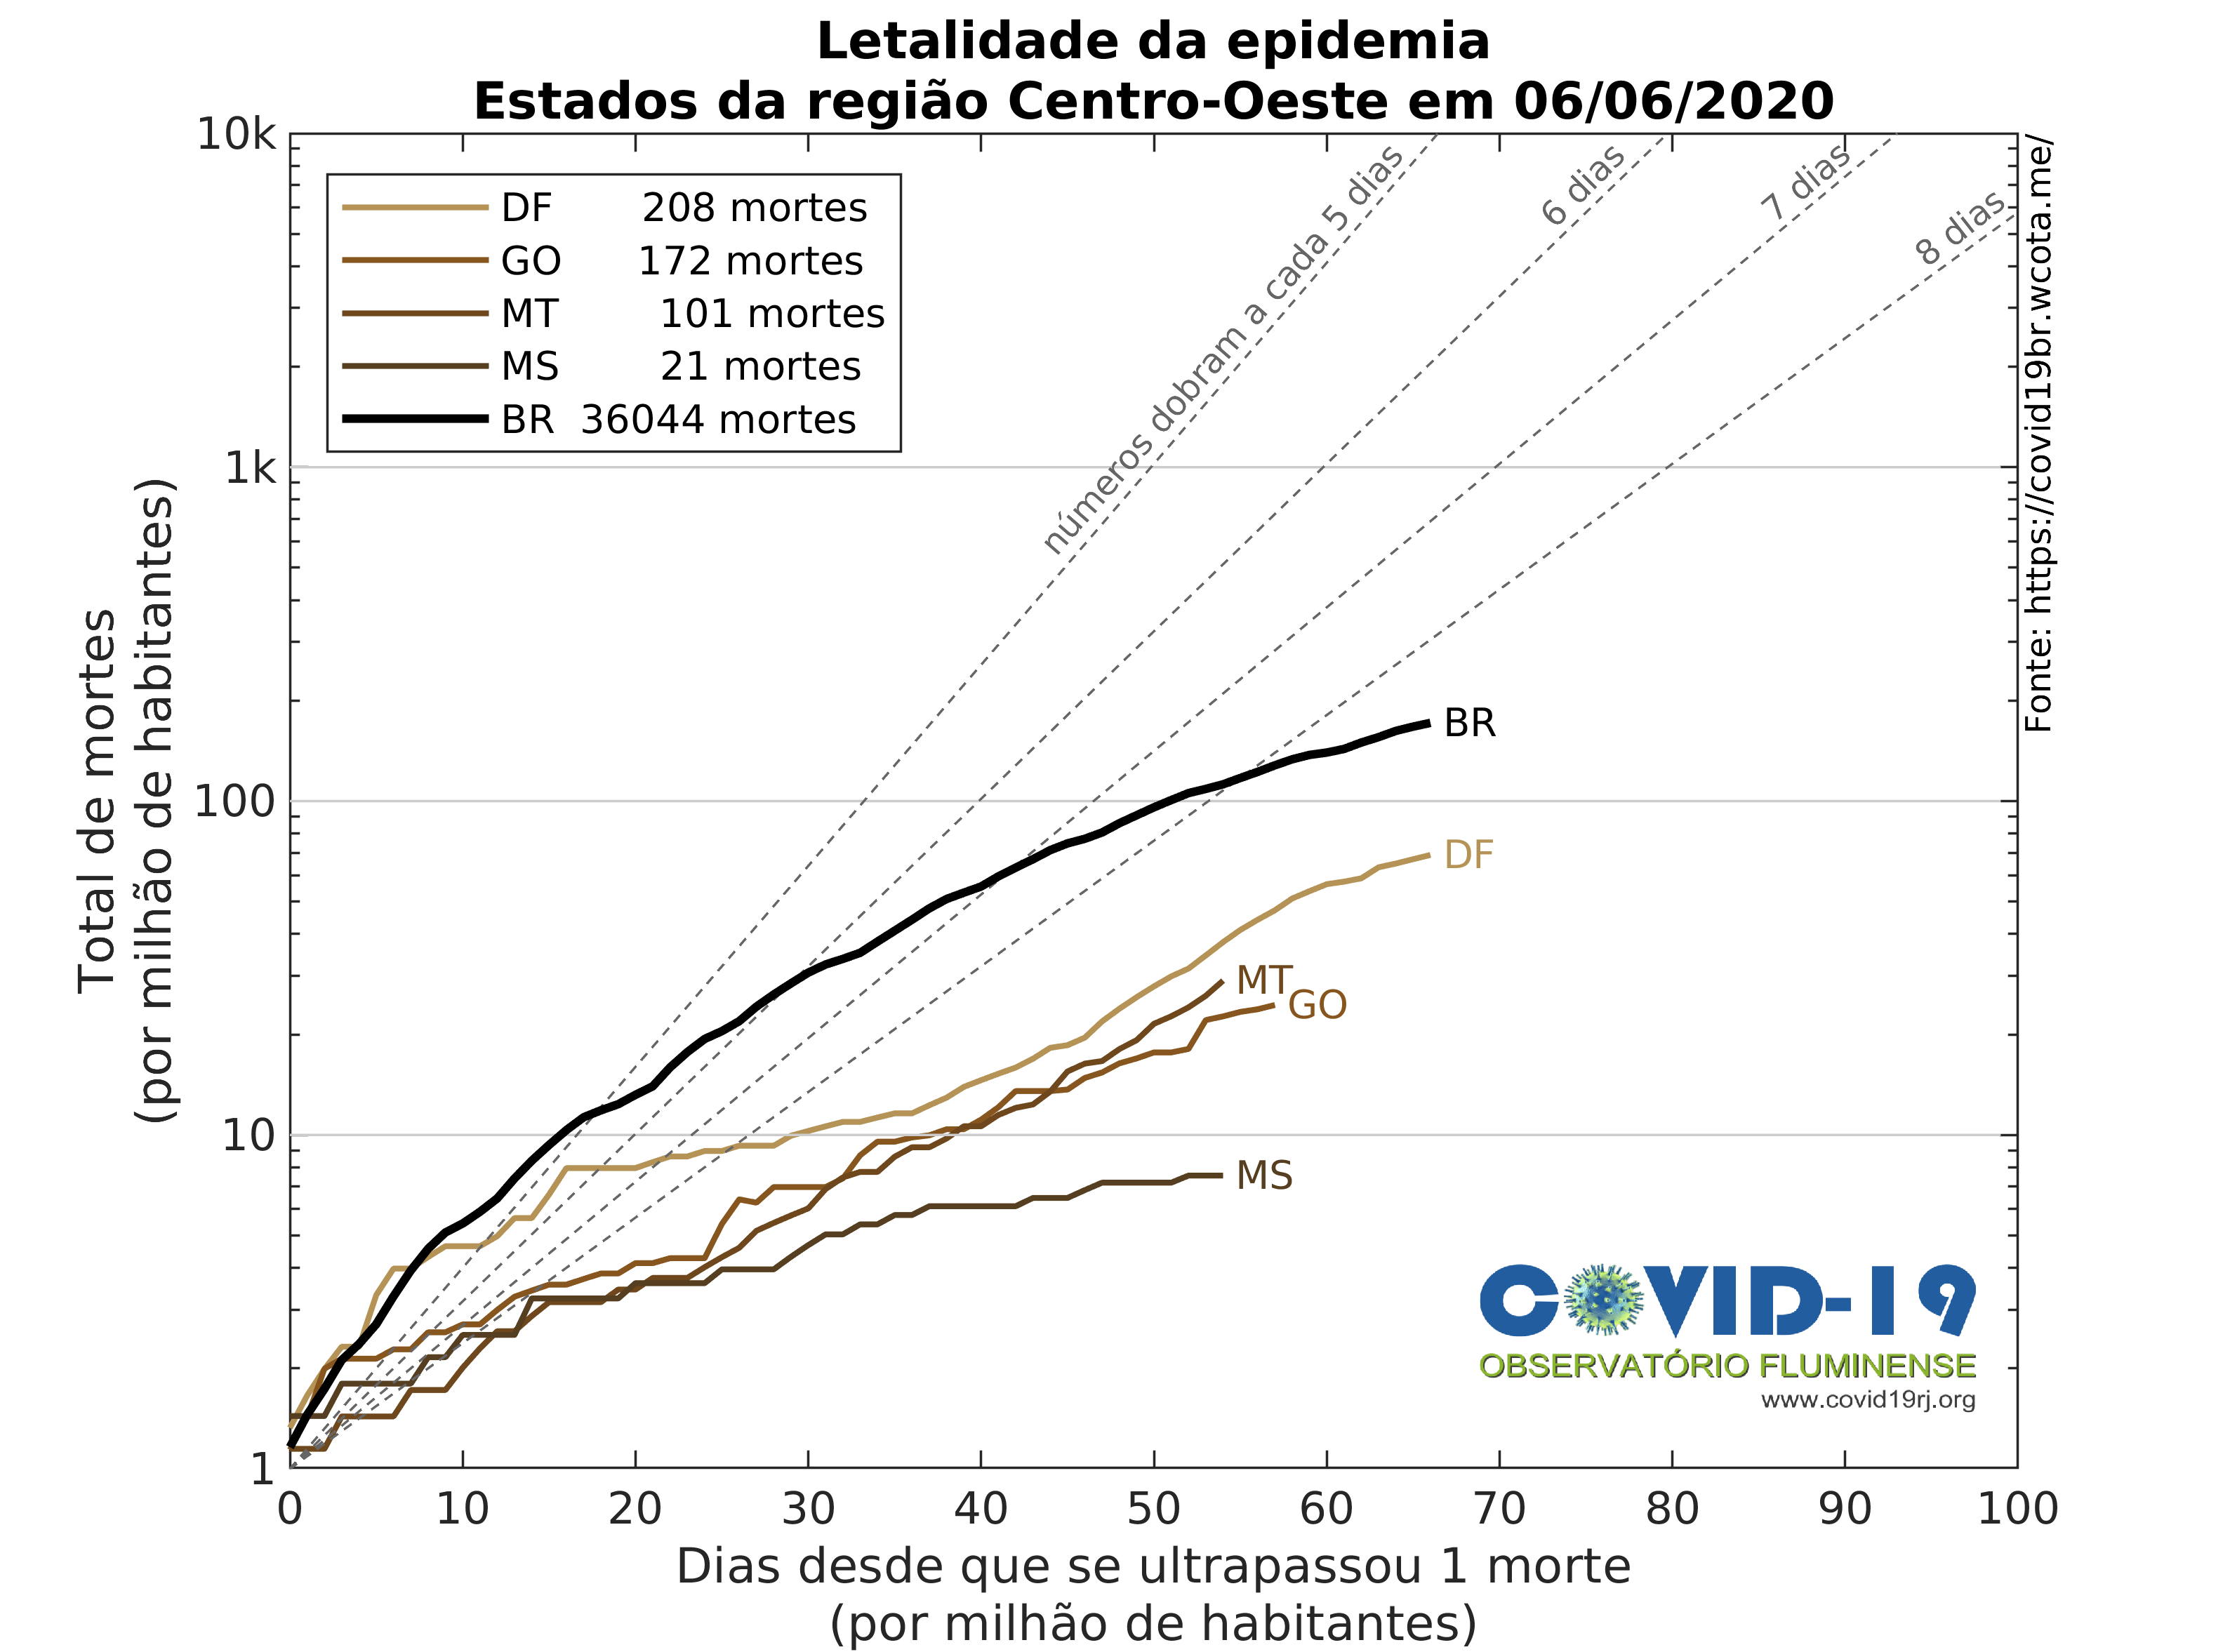 Letalidade da epidemia
Estados da região Centro-Oeste em 06/06/2020
10k
1k
100
10
1
Total de mortes
(por milhão de habitantes)
DF 208 mortes
GO 172 mortes
MT 101 mortes
MS 21 mortes
BR 36044 mortes
números dobram a cada 5 dias
6 dias
7 dias
8 dias
Fonte: https://covid19br.wcota.me/
BR
DF
MT
GO
MS
COVID-19
OBSERVATÓRIO FLUMINENSE
www.covid19rj.org
0 10 20 30 40 50 60 70 80 90 100
Dias desde que se ultrapassou 1 morte
(por milhão de habitantes)